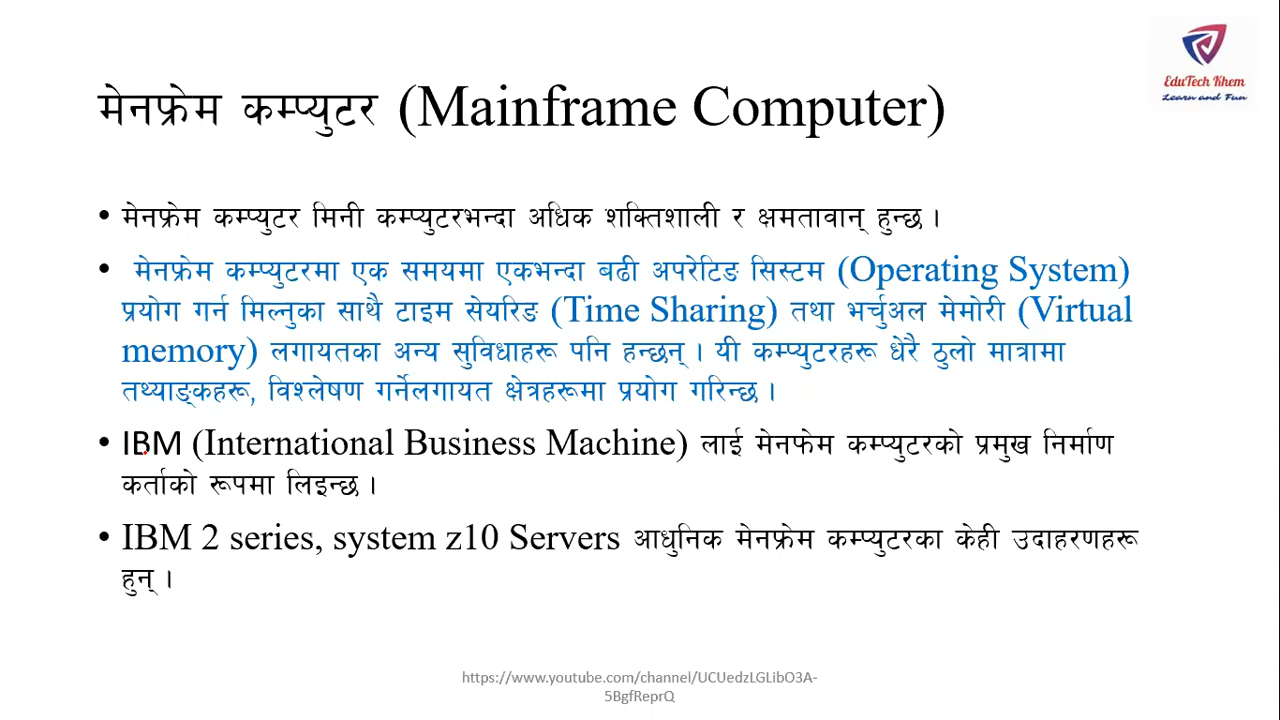 EduTech Khem
Learn and Fun
मेनफ्रेम कम्प्युटर (Mainframe Computer)
• मेनफ्रेम कम्प्युटर मिनी कम्प्युटरभन्दा अधिक शक्तिशाली र क्षमतावान् हुन्छ ।
• मेनफ्रेम कम्प्युटरमा एक समयमा एकभन्दा बढी अपरेटिङ सिस्टम (Operating System)
प्रयोग गर्न मिल्नुका साथै टाइम सेयरिङ (Time Sharing) तथा भर्चुअल मेमोरी (Virtual
memory) लगायतका अन्य सुविधाहरू पनि हन्छन् । यी कम्प्युटरहरू धेरै ठुलो मात्रामा
तथ्याङ्कहरू, विश्लेषण गर्नेलगायत क्षेत्रहरूमा प्रयोग गरिन्छ ।
• IBM (International Business Machine) लाई मेनफेम कम्प्युटरको प्रमुख निर्माण
कर्ताको रूपमा लिइन्छ ।
• IBM 2 series, system z10 Servers आधुनिक मेनफ्रेम कम्प्युटरका केही उदाहरणहरू
हुन् ।
https://www.youtube.com/channel/UCUedzLGLibO3A-
5BgfReprQ